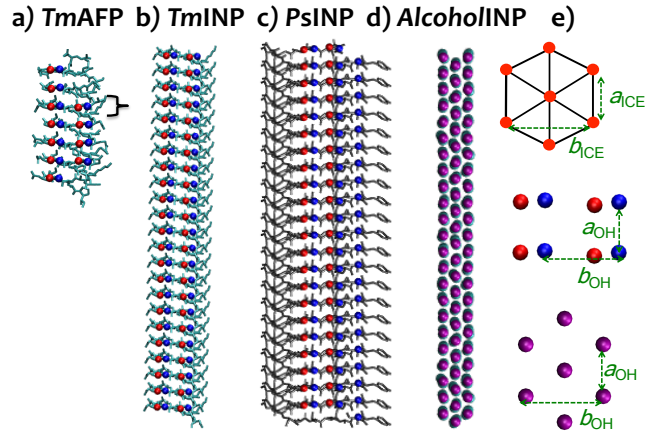 a) TmAFP b) TmINP c) PsINP d) AlcoholINP e)
aICE
bICE
aOH
bOH
aOH
bOH